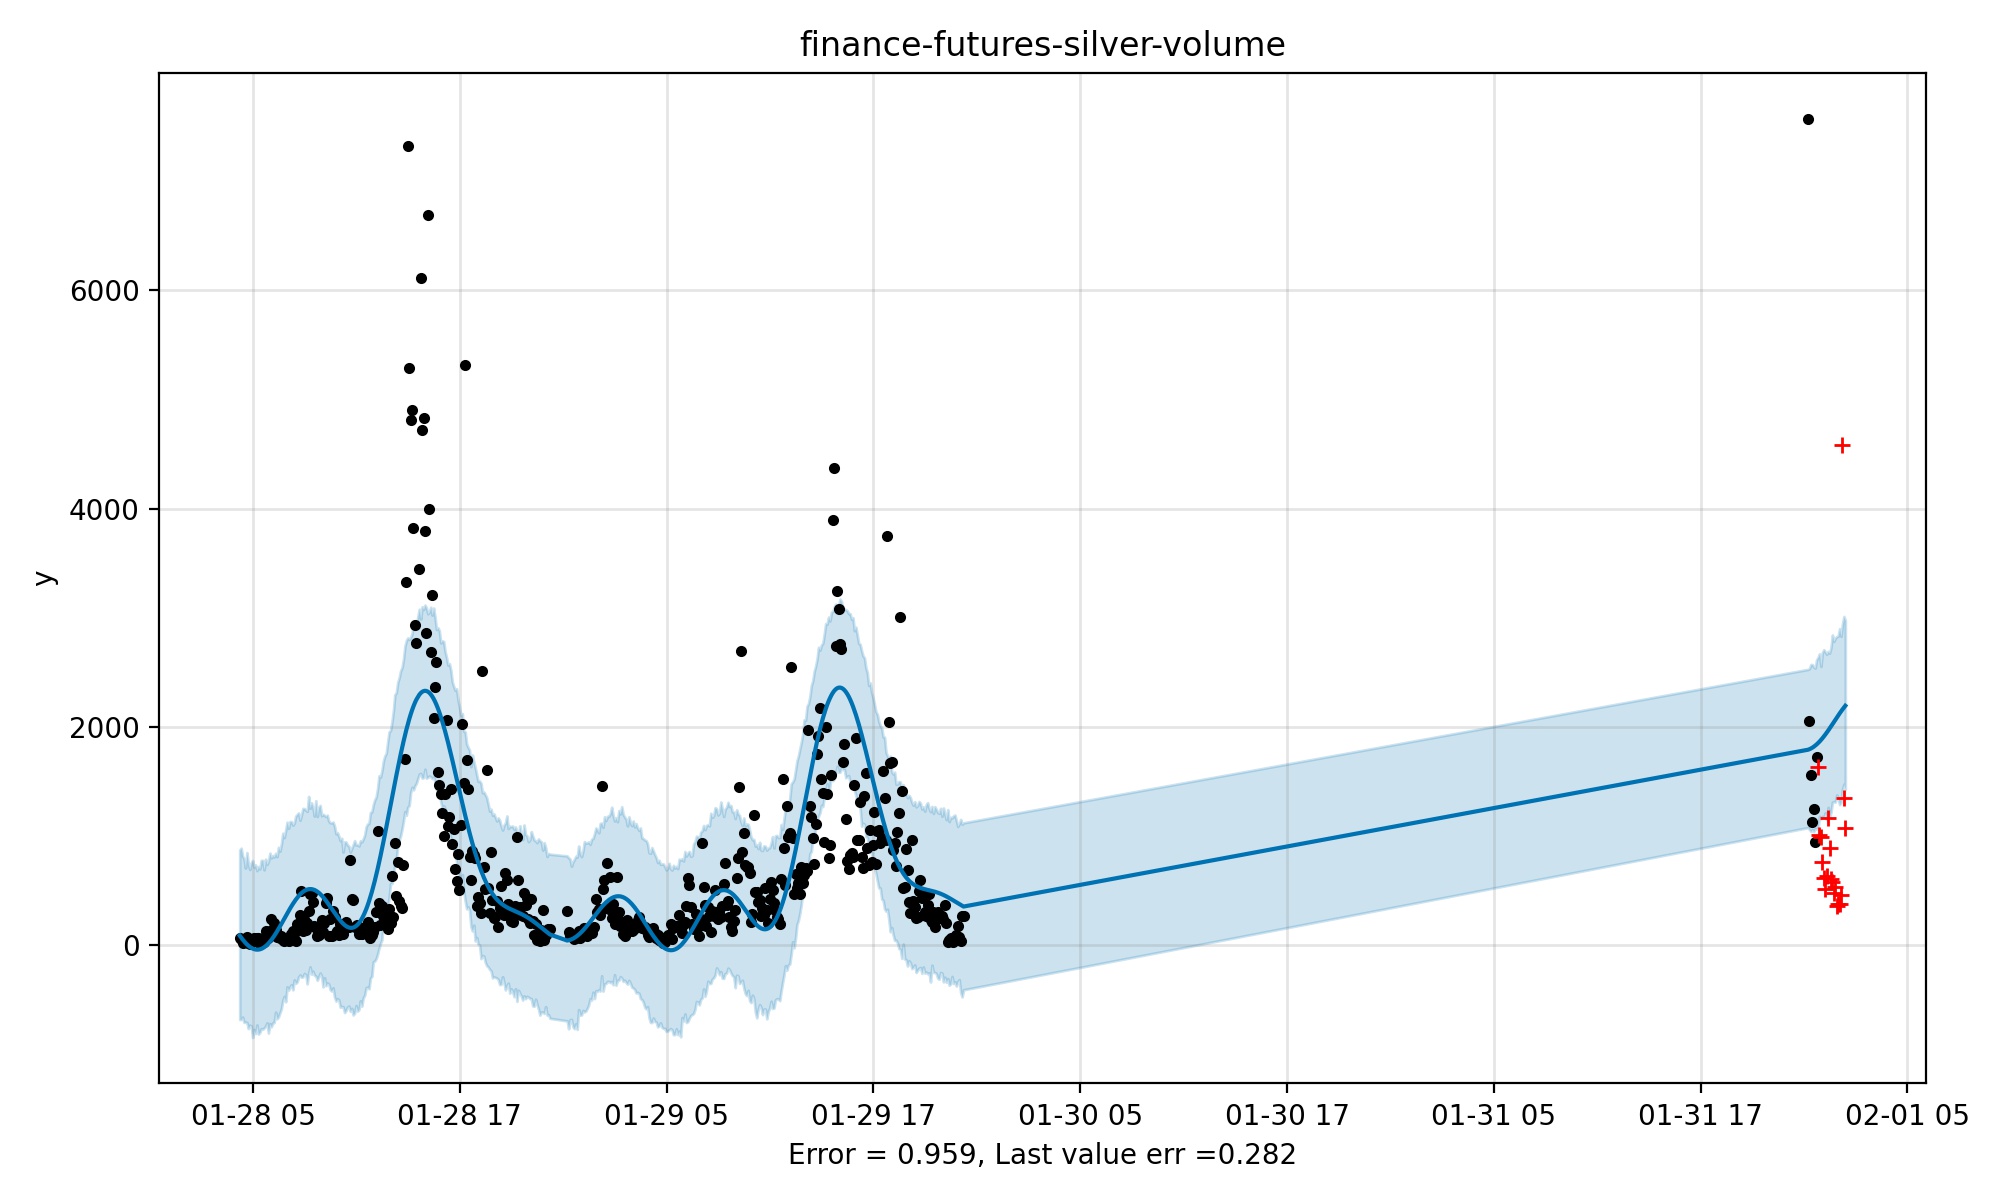 finance-futures-silver-volume
y
6000
4000
2000
0
01-28 05 01-28 17 01-29 05 01-29 17 01-30 05 01-30 17 01-31 05 01-31 17 02-01 05
Error = 0.959, Last value err =0.282